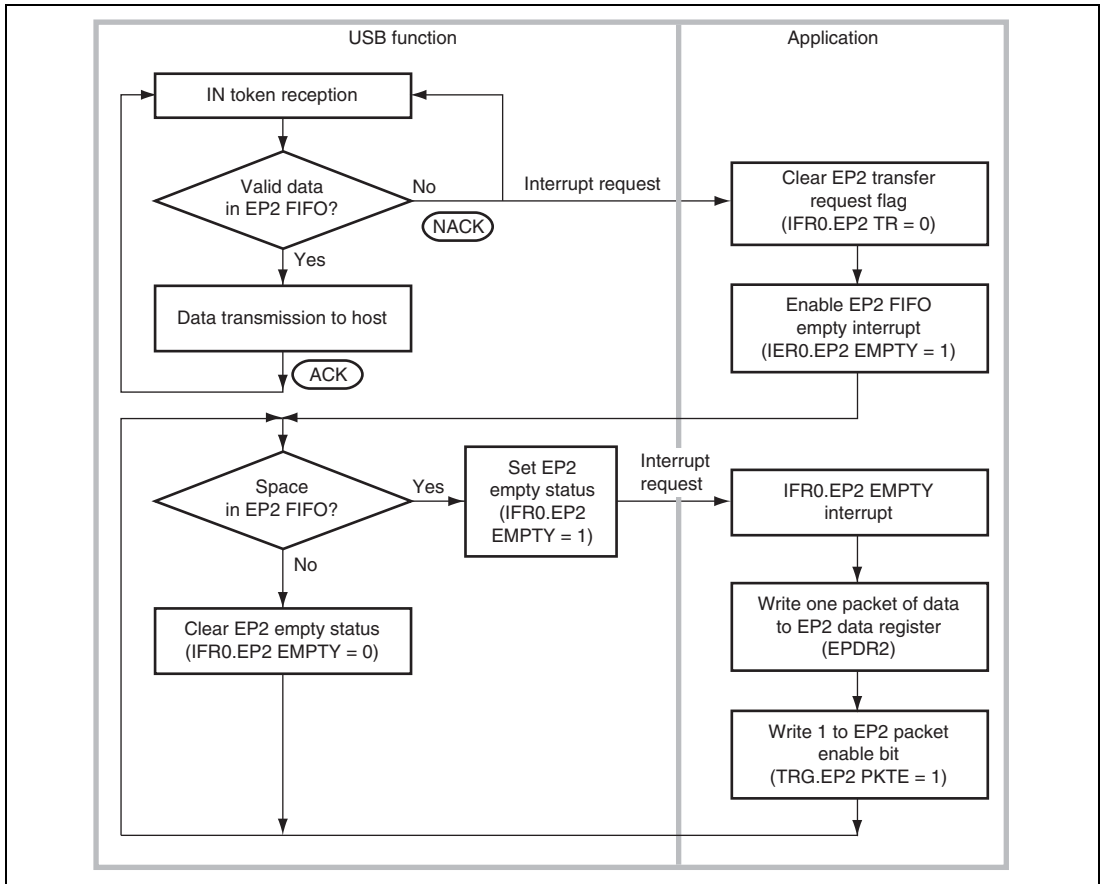 USB function
Application
IN token reception
Valid data
in EP2 FIFO?
No
NACK
Interrupt request
Clear EP2 transfer
request flag
(IFR0.EP2 TR = 0)
Yes
Data transmission to host
ACK
Enable EP2 FIFO
empty interrupt
(IER0.EP2 EMPTY = 1)
Space
in EP2 FIFO?
Yes
Set EP2
empty status
(IFR0.EP2
EMPTY = 1)
Interrupt
request
IFR0.EP2 EMPTY
interrupt
No
Clear EP2 empty status
(IFR0.EP2 EMPTY = 0)
Write one packet of data
to EP2 data register
(EPDR2)
Write 1 to EP2 packet
enable bit
(TRG.EP2 PKTE = 1)